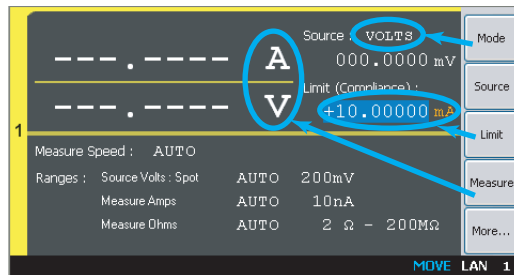 Source : VOLTS
---.---- A
000.0000 mV
Limit (Compliance) :
---.---- V
+10.00000 mA
1
Measure Speed : AUTO
Ranges : Source Volts : Spot AUTO 200mV
Measure Amps AUTO 10nA
Measure Ohms AUTO 2 Ω - 200MΩ
Mode
Source
Limit
Measure
More...
MOVE LAN 1